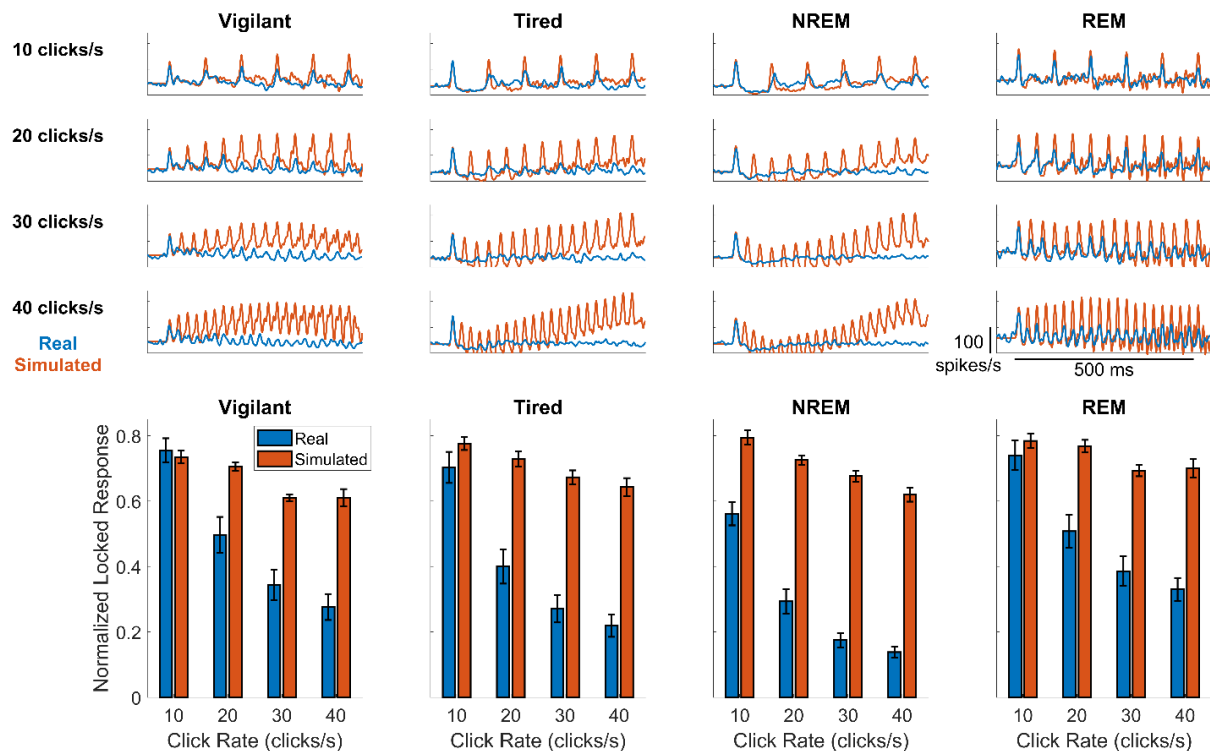 Vigilant Tired NREM REM
10 clicks/s
20 clicks/s
30 clicks/s
40 clicks/s
Real
Simulated
100
spikes/s
500 ms
Vigilant Tired NREM REM
Real
Simulated
Normalized Locked Response
0.8
0.6
0.4
0.2
0
10 20 30 40 10 20 30 40 10 20 30 40 10 20 30 40
Click Rate (clicks/s) Click Rate (clicks/s) Click Rate (clicks/s) Click Rate (clicks/s)